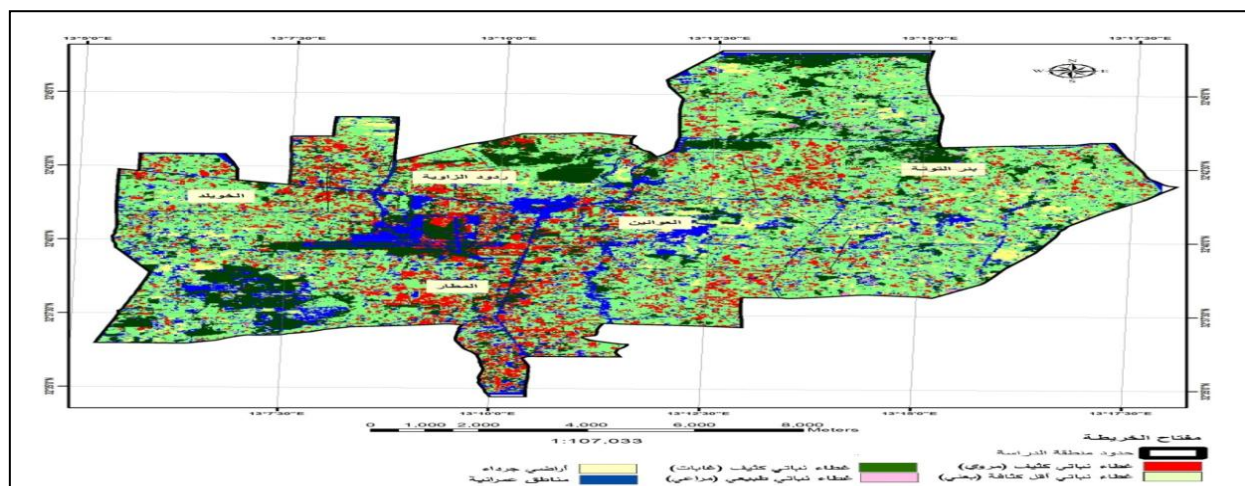 13°5'0"E 13°7'30"E 13°10'0"E 13°12'30"E 13°15'0"E 13°17'30"E
N
W E
S
بئر التوتة
ردود الزاوية
الخويلد
العوانين
المطار
13°7'30"E 13°10'0"E 13°12'30"E 13°15'0"E 13°17'30"E
0 1,000 2,000 4,000 6,000 8,000 Meters
1:107,033
مفتاح الخريطة
حدود منطقة الدراسة
غطاء نباتي كثيف (مروي) غطاء نباتي كثيف (غابات) أراضي جرداء
غطاء نباتي أقل كثافة (بعلي) غطاء نباتي طبيعي (مراعي) مناطق عمرانية